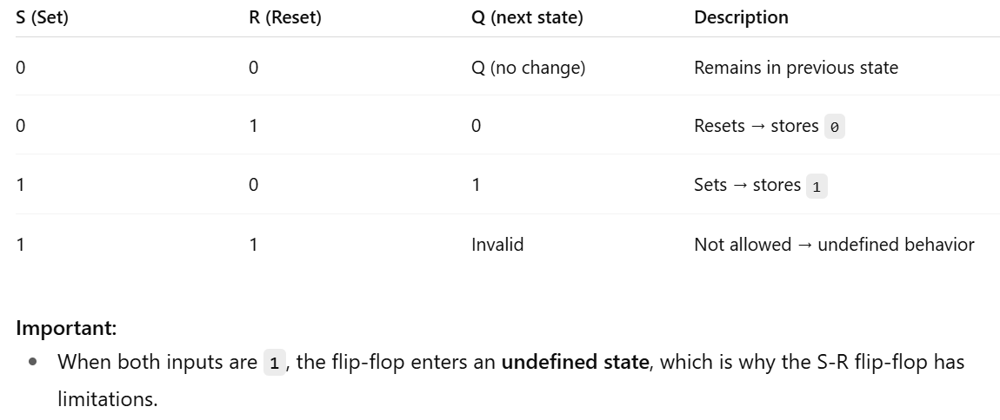 S (Set) R (Reset) Q (next state) Description
0 0 Q (no change) Remains in previous state
0 1 0 Resets → stores 0
1 0 1 Sets → stores 1
1 1 Invalid Not allowed → undefined behavior
Important:
• When both inputs are 1, the flip-flop enters an undefined state, which is why the S-R flip-flop has
limitations.